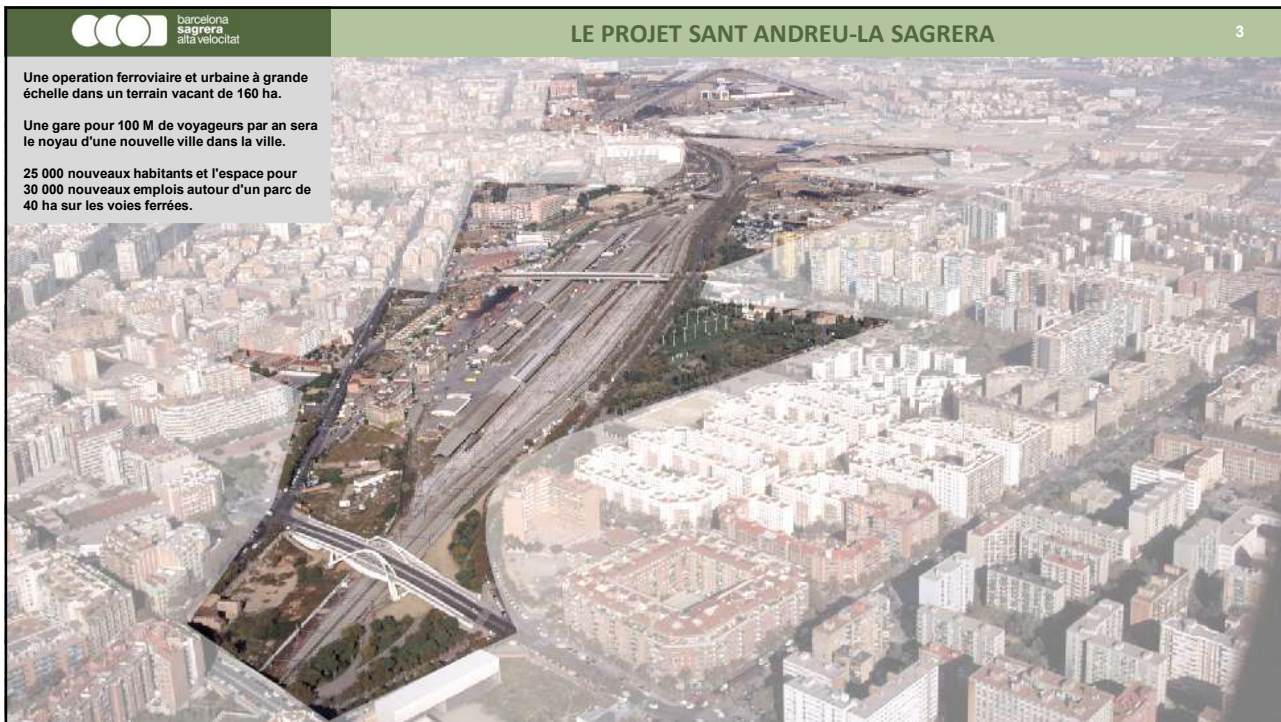 barcelona
sagrera
alta velocitat
LE PROJET SANT ANDREU-LA SAGRERA
3
Une operation ferroviaire et urbaine à grande
échelle dans un terrain vacant de 160 ha.
Une gare pour 100 M de voyageurs par an sera
le noyau d'une nouvelle ville dans la ville.
25 000 nouveaux habitants et l'espace pour
30 000 nouveaux emplois autour d'un parc de
40 ha sur les voies ferrées.